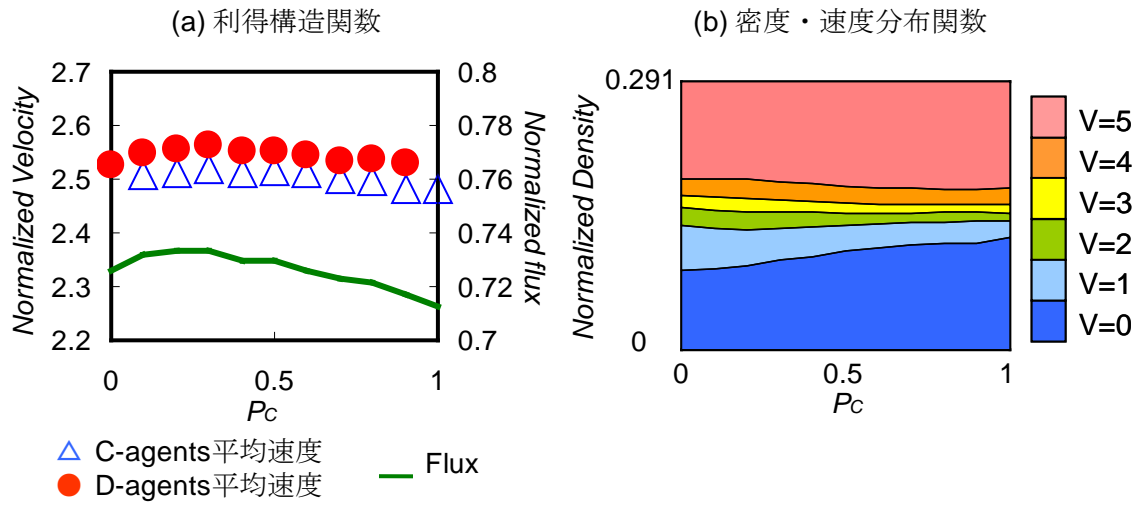 (a) 利得構造関数
2.7
2.6
2.5
2.4
2.3
2.2
Normalized Velocity
0.8
0.78
0.76
0.74
0.72
0.7
Normalized flux
0
0.5
1
PC
C-agents平均速度
D-agents平均速度
Flux
(b) 密度・速度分布関数
0.291
0
Normalized Density
0
0.5
1
PC
V=5
V=4
V=3
V=2
V=1
V=0